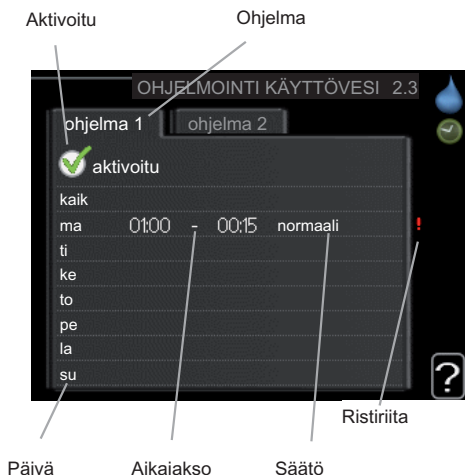 Aktivoitu Ohjelma
OHJELMOINTI KÄYTTÖVESI 2.3
ohjelma 1 ohjelma 2
aktivoitu
kaik
ma 01:00 - 00:15 normaali !
ti
ke
to
pe
la
su
?
Ristiriita
Päivä Aikajakso Säätö